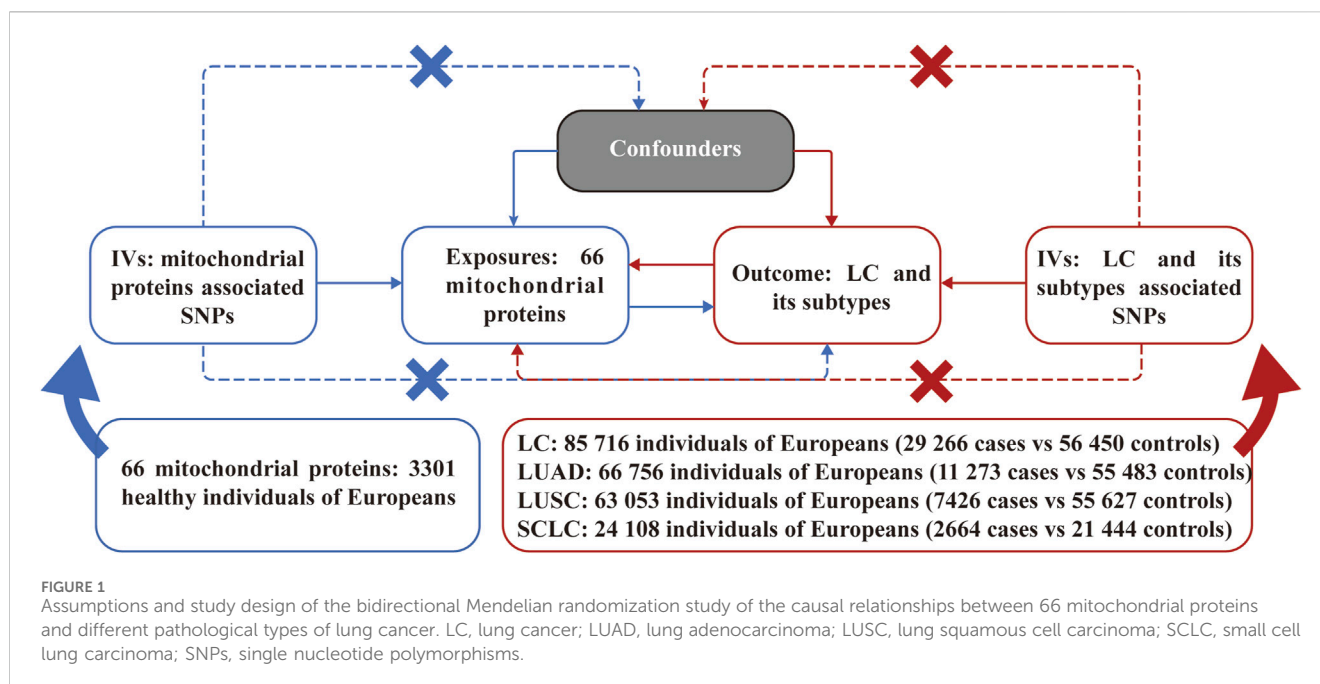 Confounders
IVs: mitochondrial
proteins associated
SNPs
Exposures: 66
mitochondrial
proteins
Outcome: LC and
its subtypes
IVs: LC and its
subtypes associated
SNPs
66 mitochondrial proteins: 3301
healthy individuals of Europeans
LC: 85 716 individuals of Europeans (29 266 cases vs 56 450 controls)
LUAD: 66 756 individuals of Europeans (11 273 cases vs 55 483 controls)
LUSC: 63 053 individuals of Europeans (7426 cases vs 55 627 controls)
SCLC: 24 108 individuals of Europeans (2664 cases vs 21 444 controls)
FIGURE 1
Assumptions and study design of the bidirectional Mendelian randomization study of the causal relationships between 66 mitochondrial proteins
and different pathological types of lung cancer. LC, lung cancer; LUAD, lung adenocarcinoma; LUSC, lung squamous cell carcinoma; SCLC, small cell
lung carcinoma; SNPs, single nucleotide polymorphisms.